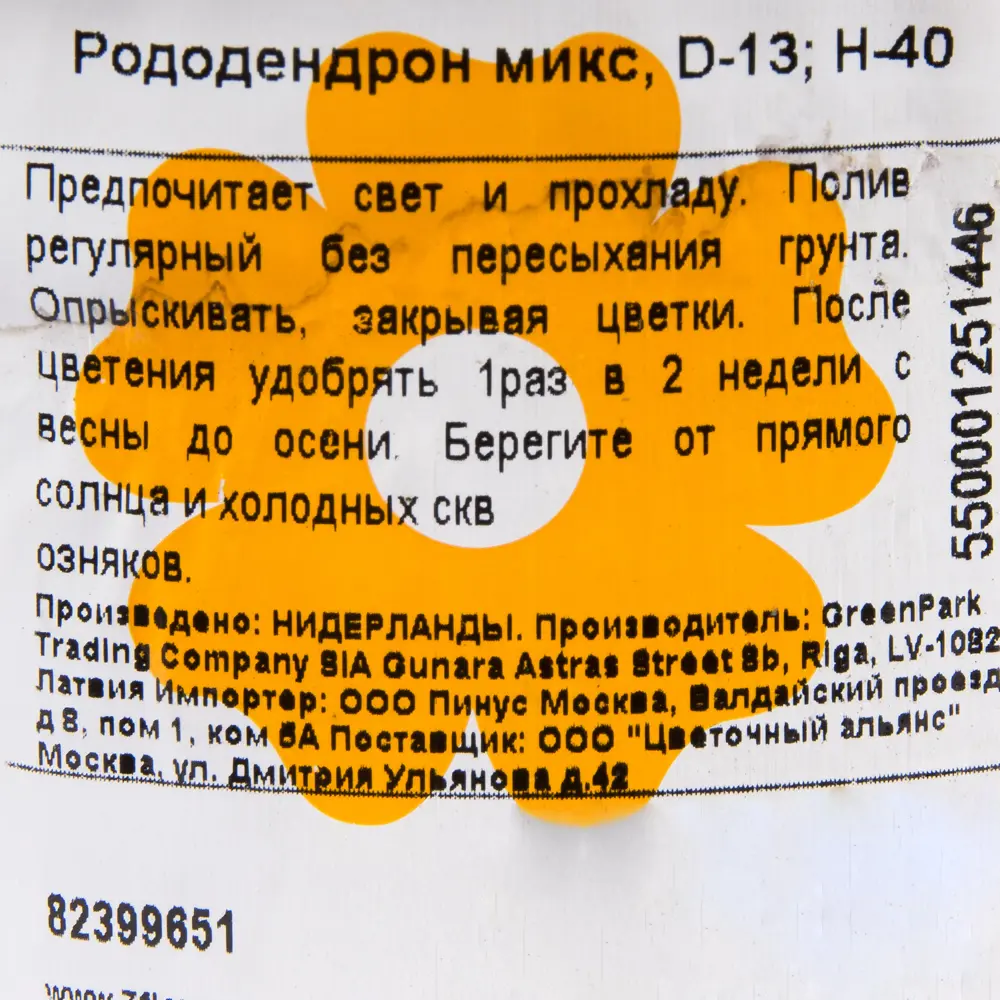 Рододендрон микс, D-13; H-40
Предпочитает свет и прохладу. Полив
регулярный без пересыхания грунта.
Опрыскивать, закрывая цветки. После
цветения удобрять 1раз в 2 недели с
весны до осени. Берегите от прямого
солнца и холодных скв
озняков.
Произведено: НИДЕРЛАНДЫ. Производитель: GreenPark
Trading Company SIA Gunara Astras Street 8b, Riga, LV-1082
Латвия Импортер: ООО Пинус Москва, Валдайский проезд
д 8, пом 1, ком 6А Поставщик: ООО "Цветочный альянс"
Москва, ул. Дмитрия Ульянова д.42
5500001251446
82399651